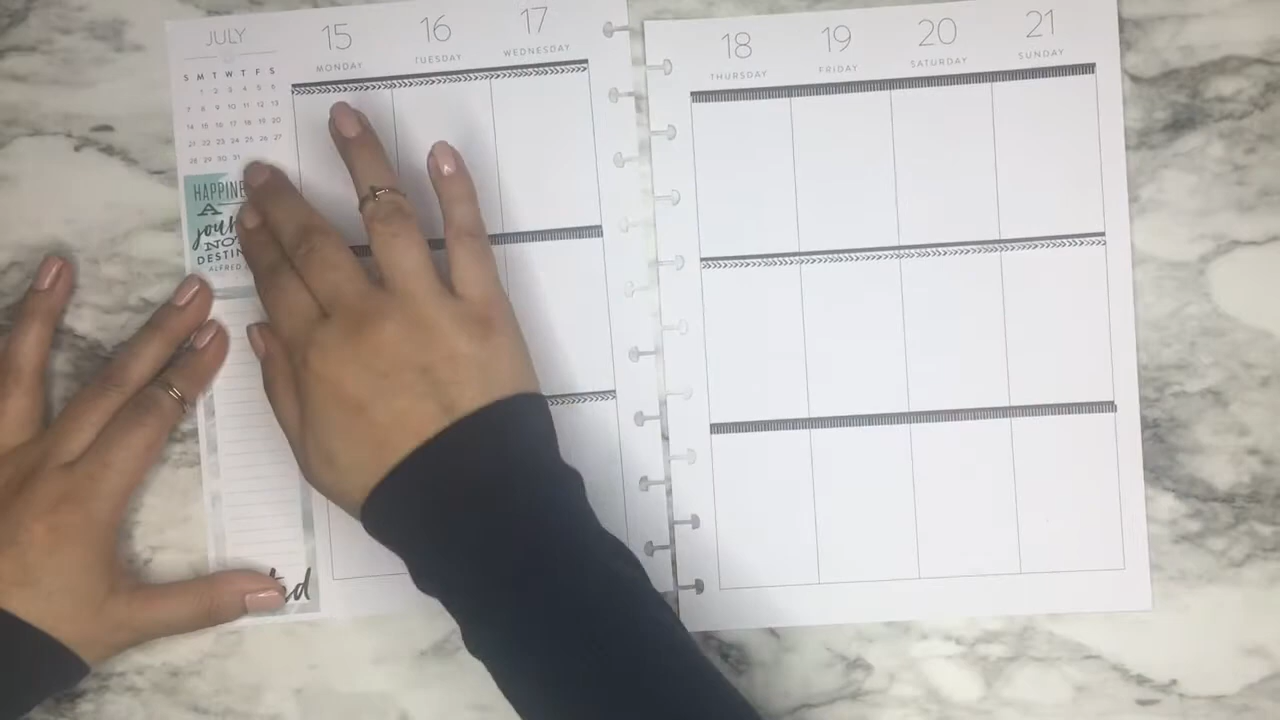 JULY
S M T W T F S
1 2 3 4 5 6
7 8 9 10 11 12 13
14 15 16 17 18 19 20
21 22 23 24 25 26 27
28 29 30 31
A
NOT
ALFRED
15
MONDAY
16
TUESDAY
17
WEDNESDAY
18
THURSDAY
19
FRIDAY
20
SATURDAY
21
SUNDAY